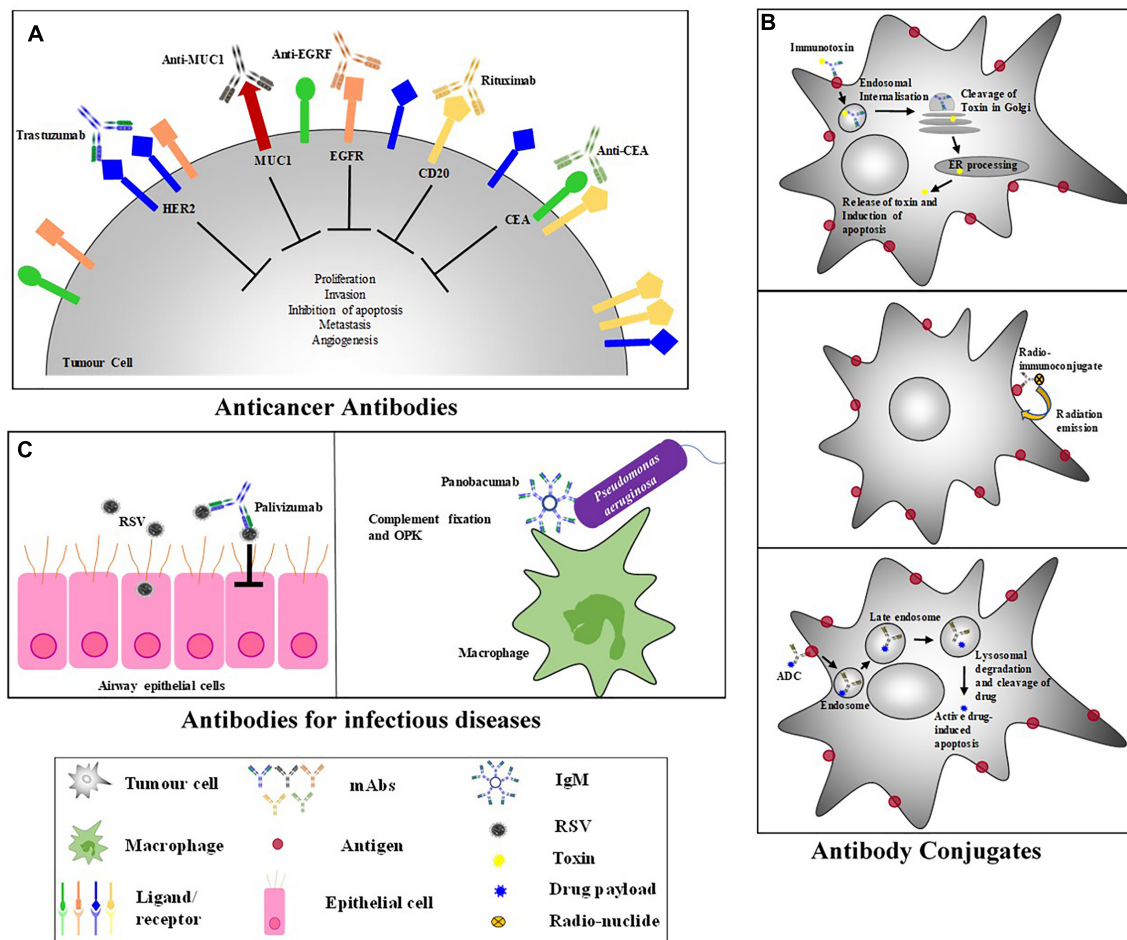 A
Anti-MUC1
Anti-EGRF
Rituximab
Trastuzumab
Anti-CEA
MUC1
EGFR
CD20
HER2
CEA
Proliferation
Invasion
Inhibition of apoptosis
Metastasis
Angiogenesis
Tumour Cell
Anticancer Antibodies
B
Immunotoxin
Endosomal
Internalisation
Cleavage of
Toxin in Golgi
ER processing
Release of toxin and
Induction of
apoptosis
Radio-
immunoconjugate
Radiation
emission
Late endosome
ADC
Endosome
Lysosomal
degradation
and cleavage of
drug
Active drug-
induced
apoptosis
Antibody Conjugates
C
RSV
Palivizumab
Airway epithelial cells
Panobacumab
Pseudomonas
aeruginosa
Complement fixation
and OPK
Macrophage
Antibodies for infectious diseases
Tumour cell
mAbs
IgM
RSV
Macrophage
Antigen
Toxin
Ligand/
receptor
Epithelial cell
Drug payload
Radio-nuclide